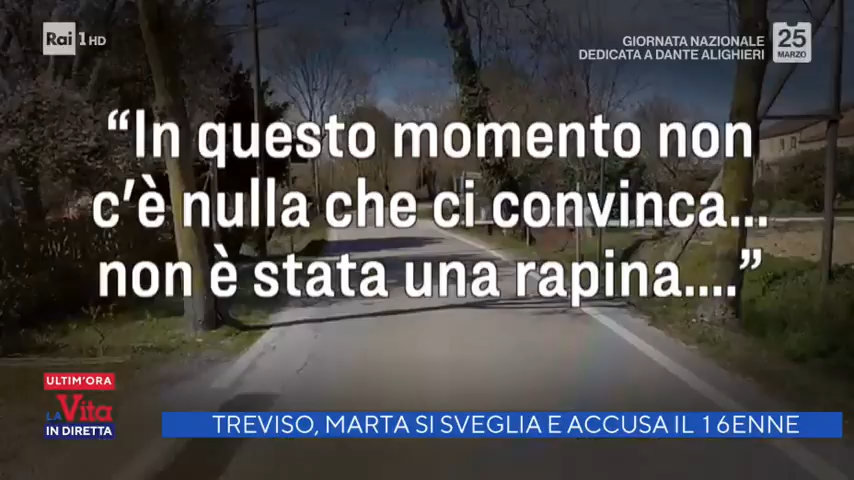 Rai 1 HD
GIORNATA NAZIONALE
DEDICATA A DANTE ALIGHIERI
25
MARZO
“In questo momento non
c’è nulla che ci convinca...
non è stata una rapina....”
ULTIM’ORA
LA Vita
IN DIRETTA
TREVISO, MARTA SI SVEGLIA E ACCUSA IL 16ENNE